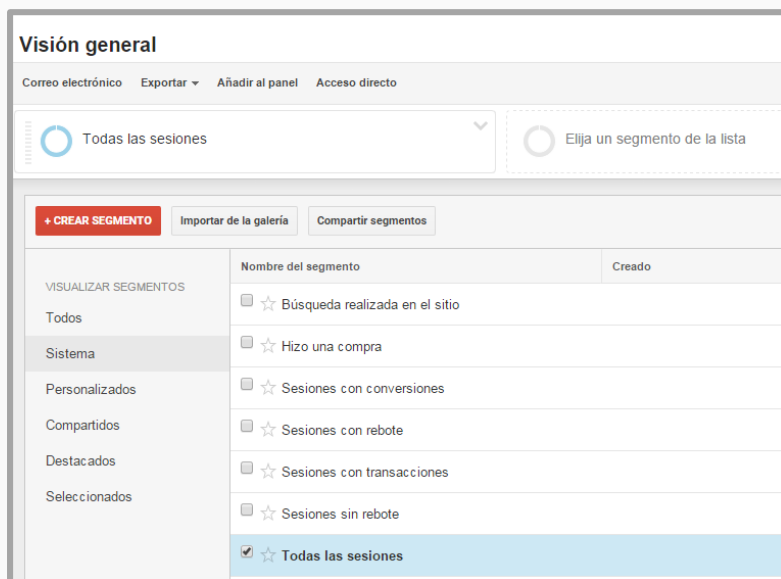 Visión general
Correo electrónico Exportar Añadir al panel Acceso directo
Todas las sesiones
Elija un segmento de la lista
+ CREAR SEGMENTO Importar de la galería Compartir segmentos
VISUALIZAR SEGMENTOS
Todos
Sistema
Personalizados
Compartidos
Destacados
Seleccionados
Nombre del segmento Creado
Búsqueda realizada en el sitio
Hizo una compra
Sesiones con conversiones
Sesiones con rebote
Sesiones con transacciones
Sesiones sin rebote
Todas las sesiones